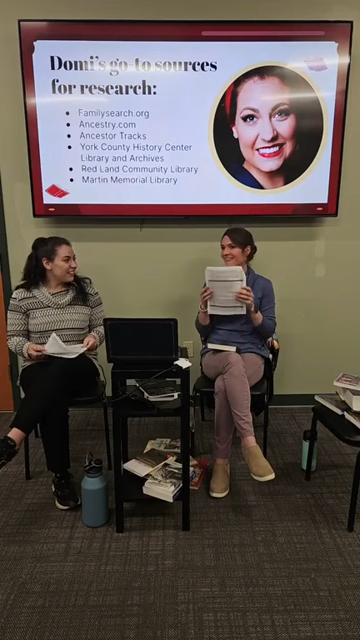 Domi's go-to sources
for research:
Familysearch.org
Ancestry.com
Ancestor Tracks
York County History Center
Library and Archives
Red Land Community Library
Martin Memorial Library